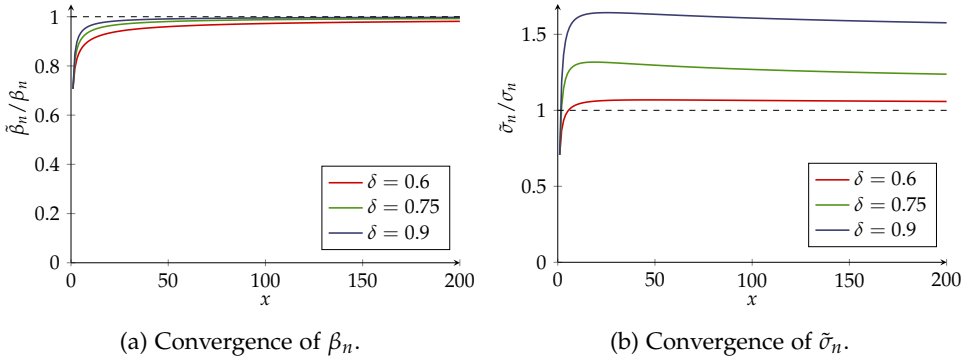 1
0.8
0.6
0.4
0.2
0
β̃ₙ/βₙ
0 50 100 150 200
x
δ = 0.6
δ = 0.75
δ = 0.9
(a) Convergence of βₙ.
1.5
1
0.5
0
σ̃ₙ/σₙ
0 50 100 150 200
x
δ = 0.6
δ = 0.75
δ = 0.9
(b) Convergence of σ̃ₙ.